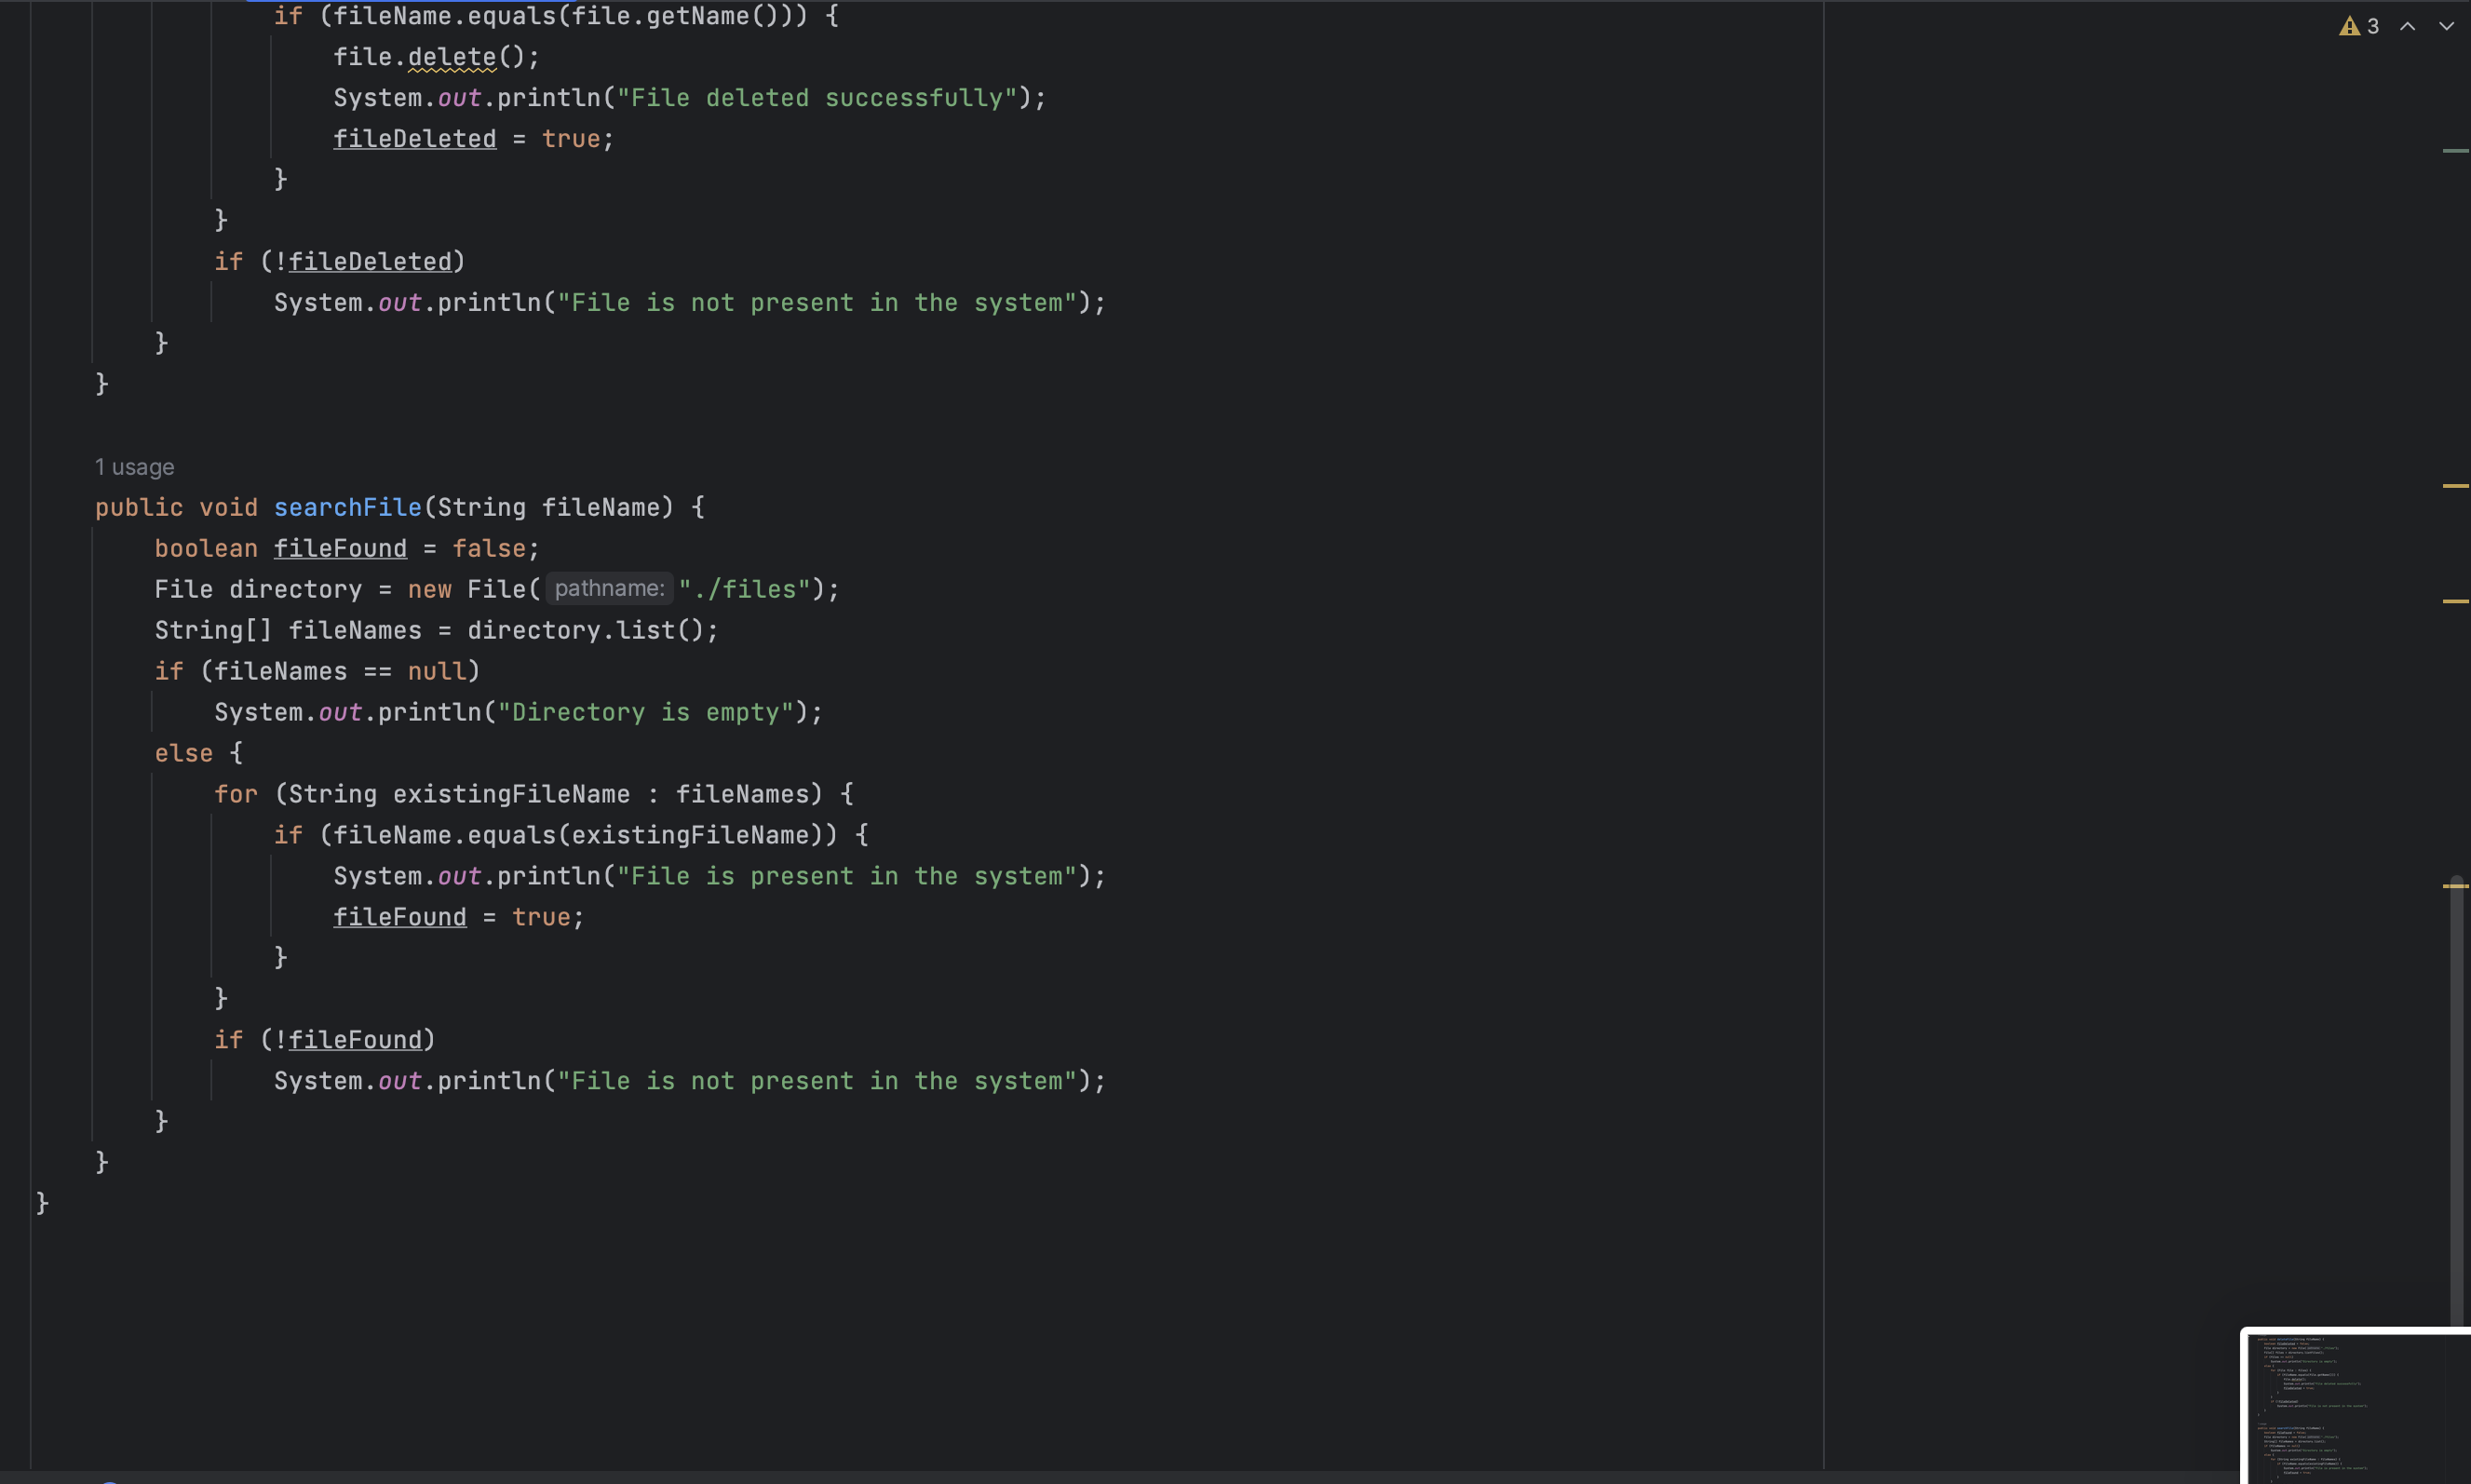 if (fileName.equals(file.getName())) {
file.delete();
System.out.println("File deleted successfully");
fileDeleted = true;
}
}
if (!fileDeleted)
System.out.println("File is not present in the system");
}
}
1 usage
public void searchFile(String fileName) {
boolean fileFound = false;
File directory = new File( pathname: "./files");
String[] fileNames = directory.list();
if (fileNames == null)
System.out.println("Directory is empty");
else {
for (String existingFileName : fileNames) {
if (fileName.equals(existingFileName)) {
System.out.println("File is present in the system");
fileFound = true;
}
}
if (!fileFound)
System.out.println("File is not present in the system");
}
}
}
3